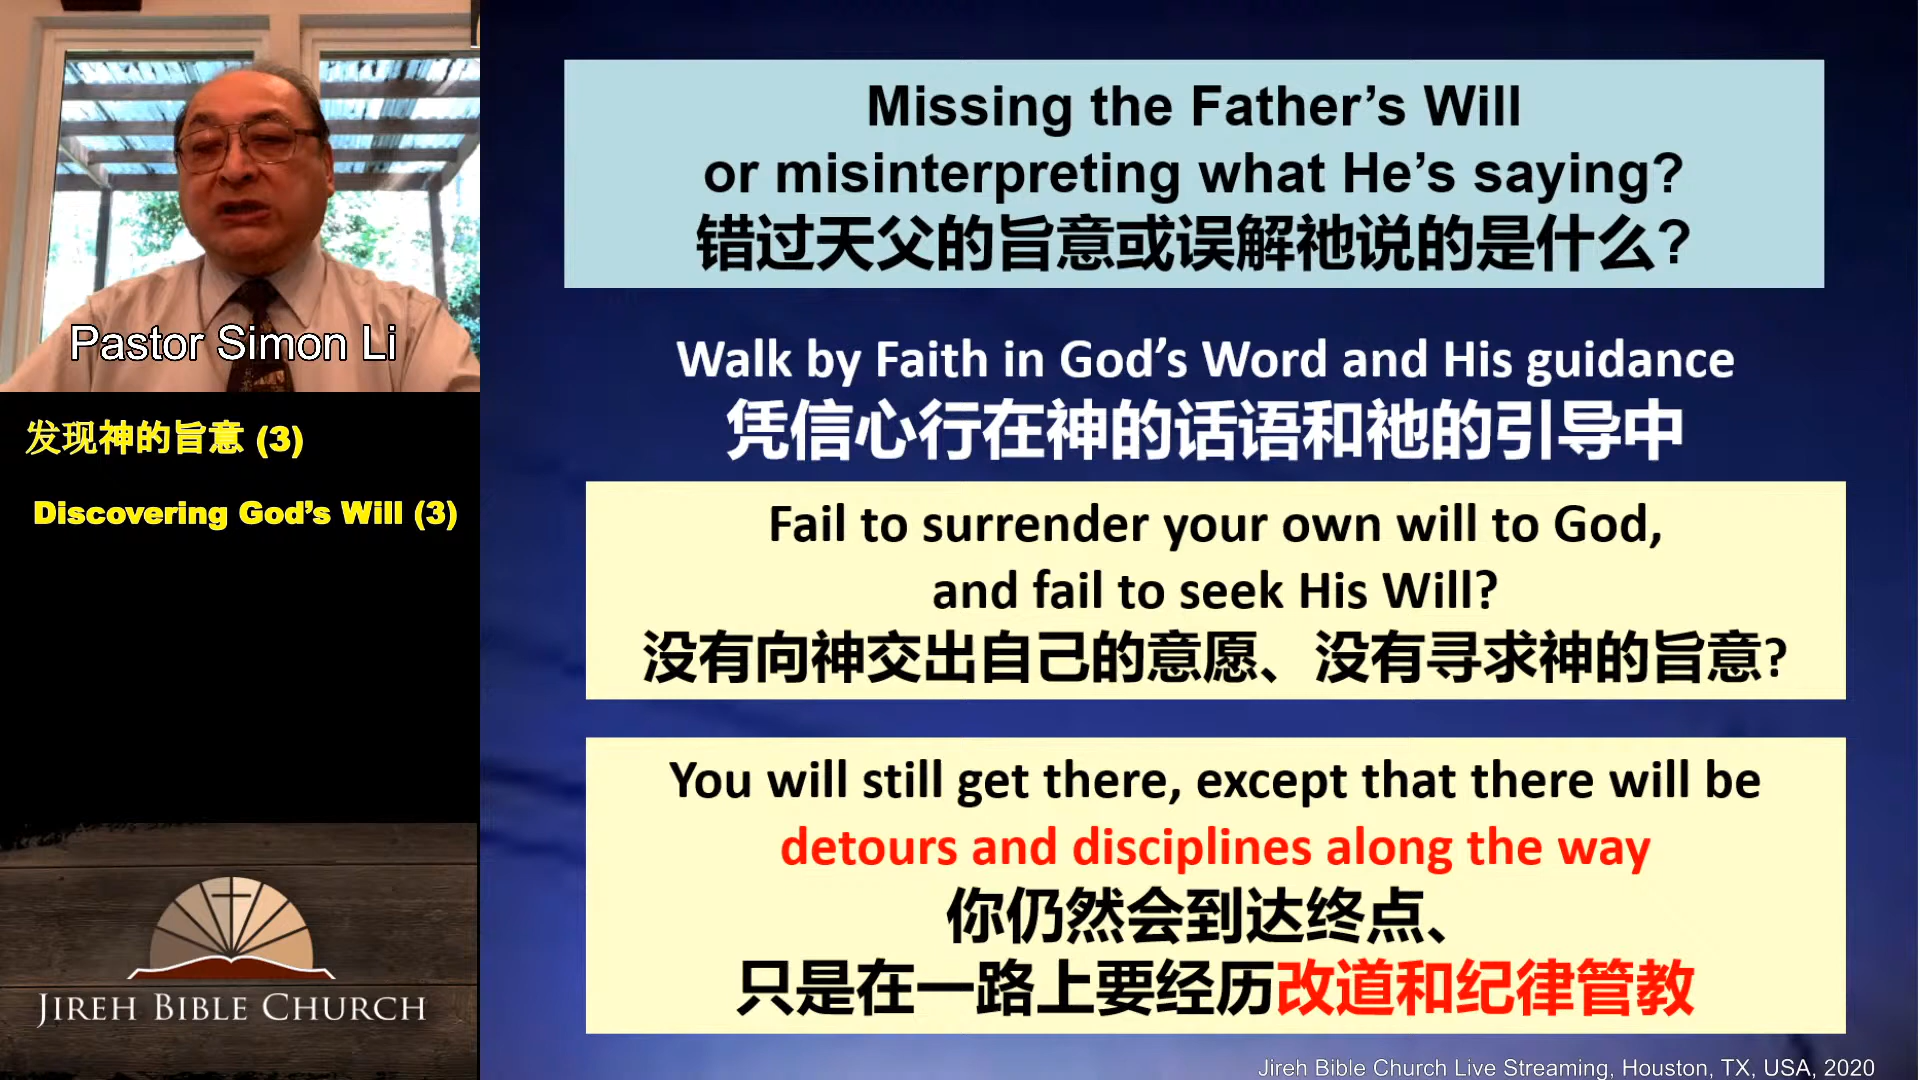 Pastor Simon Li
发现神的旨意 (3)
Discovering God's Will (3)
JIREH BIBLE CHURCH
Missing the Father's Will
or misinterpreting what He's saying?
错过天父的旨意或误解祂说的是什么?
Walk by Faith in God's Word and His guidance
凭信心行在神的话语和祂的引导中
Fail to surrender your own will to God,
and fail to seek His Will?
没有向神交出自己的意愿、没有寻求神的旨意?
You will still get there, except that there will be
detours and disciplines along the way
你仍然会到达终点、
只是在一路上要经历改道和纪律管教
Jireh Bible Church Live Streaming, Houston, TX, USA, 2020